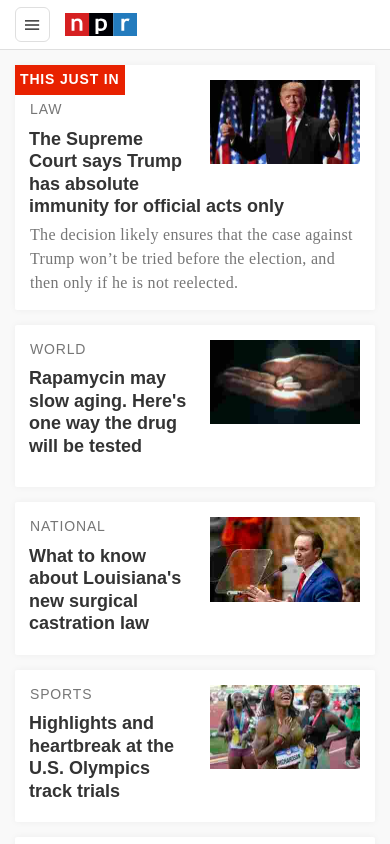 npr
THIS JUST IN
LAW
The Supreme
Court says Trump
has absolute
immunity for official acts only
The decision likely ensures that the case against
Trump won’t be tried before the election, and
then only if he is not reelected.
WORLD
Rapamycin may
slow aging. Here's
one way the drug
will be tested
NATIONAL
What to know
about Louisiana's
new surgical
castration law
SPORTS
Highlights and
heartbreak at the
U.S. Olympics
track trials